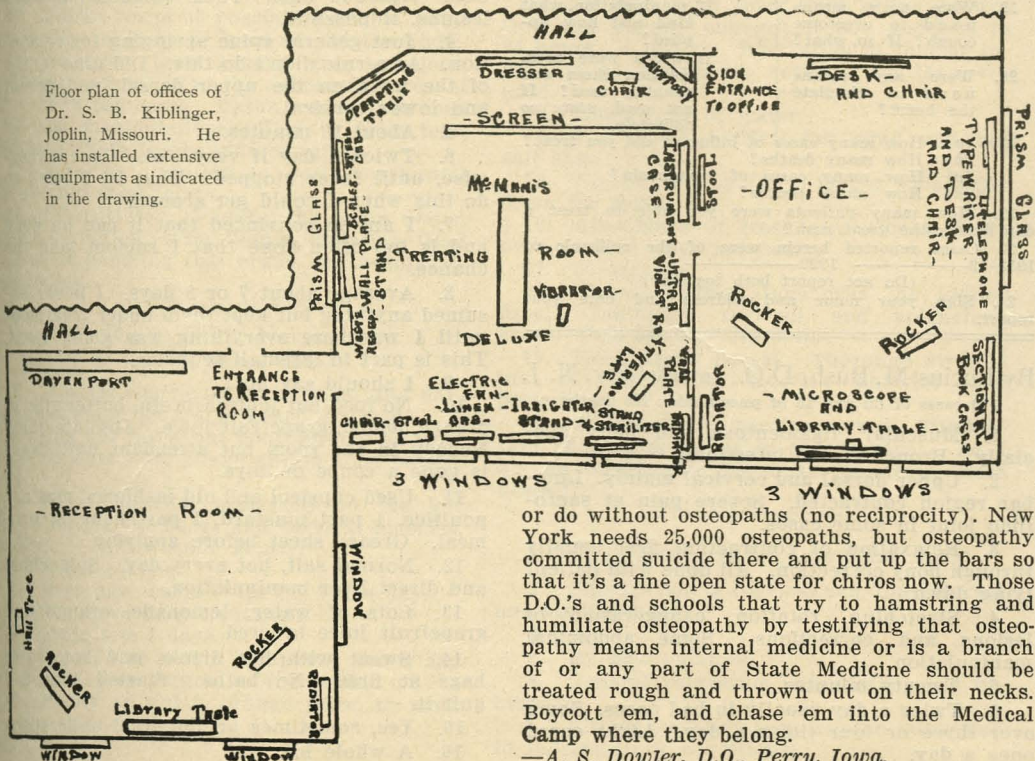 Floor plan of offices of
Dr. S. B. Kiblinger,
Joplin, Missouri. He
has installed extensive
equipments as indicated
in the drawing.
HALL
DRESSER
CHAIR
LAVATORY
SIDE
ENTRANCE
TO OFFICE
-DESK-
AND CHAIR
OPERATING
TABLE
-SCREEN-
STEEL CAB.
SCALES
WALL PLATE
STAND
PRISM GLASS
McMANIS
-TREATING ROOM-
VIBRATOR
DELUXE
INSTRUMENT
CASE-
STOOL
ULTRA
VIOLET RAY
THERMO
LITE
WALL PLATE
RADIATOR
-OFFICE-
TYPEWRITER
AND DESK-
AND CHAIR-
TELEPHONE
PRISM GLASS
ROCKER
ROCKER
SECTIONAL
BOOK CASES
-MICROSCOPE
AND
LIBRARY-TABLE-
RADIATOR
ELECTRIC
FAN-
CHAIR-STOOL
-LINEN
CAB-
-IRRIGATOR
STAND
STAND
& STERILIZER
3 WINDOWS
3 WINDOWS
HALL
DAVENPORT
ENTRANCE
TO RECEPTION
ROOM
-RECEPTION ROOM-
HALL TREE
WINDOW
ROCKER
ROCKER
LIBRARY TABLE
RADIATOR
WINDOW
WINDOW
or do without osteopaths (no reciprocity). New
York needs 25,000 osteopaths, but osteopathy
committed suicide there and put up the bars so
that it's a fine open state for chiros now. Those
D.O.'s and schools that try to hamstring and
humiliate osteopathy by testifying that osteo-
pathy means internal medicine or is a branch
of or any part of State Medicine should be
treated rough and thrown out on their necks.
Boycott 'em, and chase 'em into the Medical
Camp where they belong.
—A. S. Dowler, D.O., Perry, Iowa.